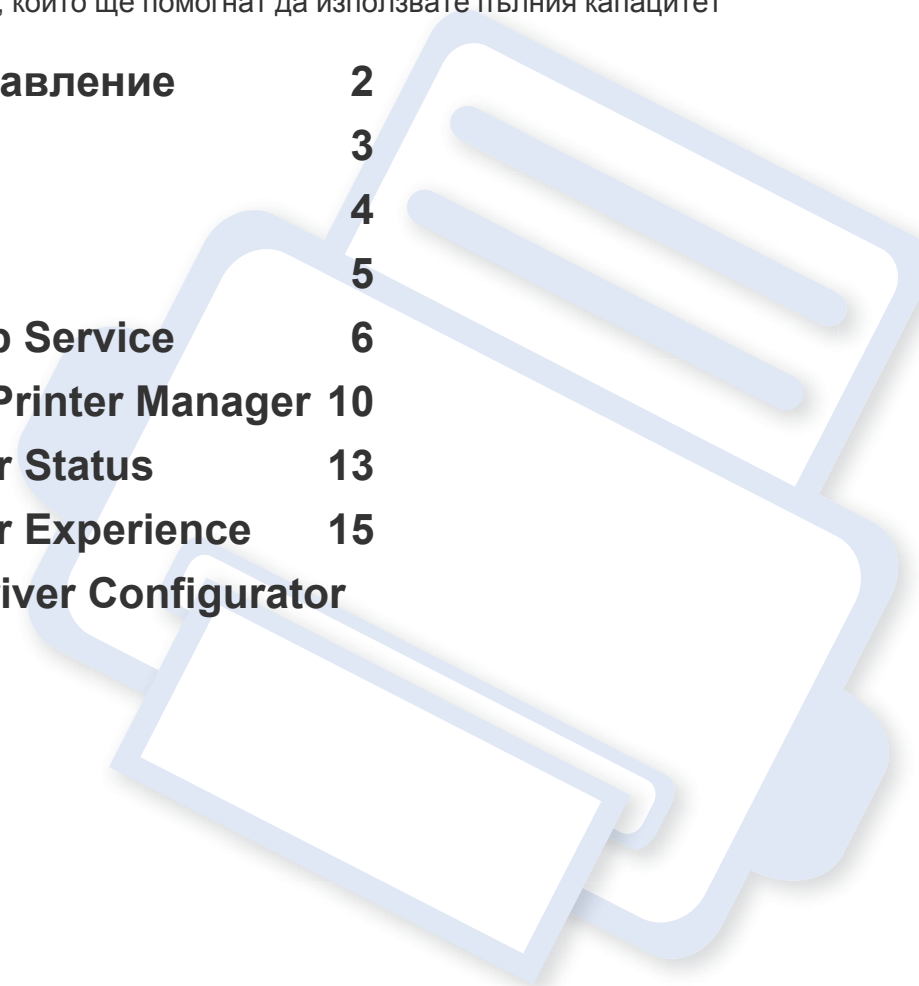 които ще помогнат да използвате пълния капацитет
авление 2
3
4
5
Service 6
Printer Manager 10
r Status 13
r Experience 15
iver Configurator